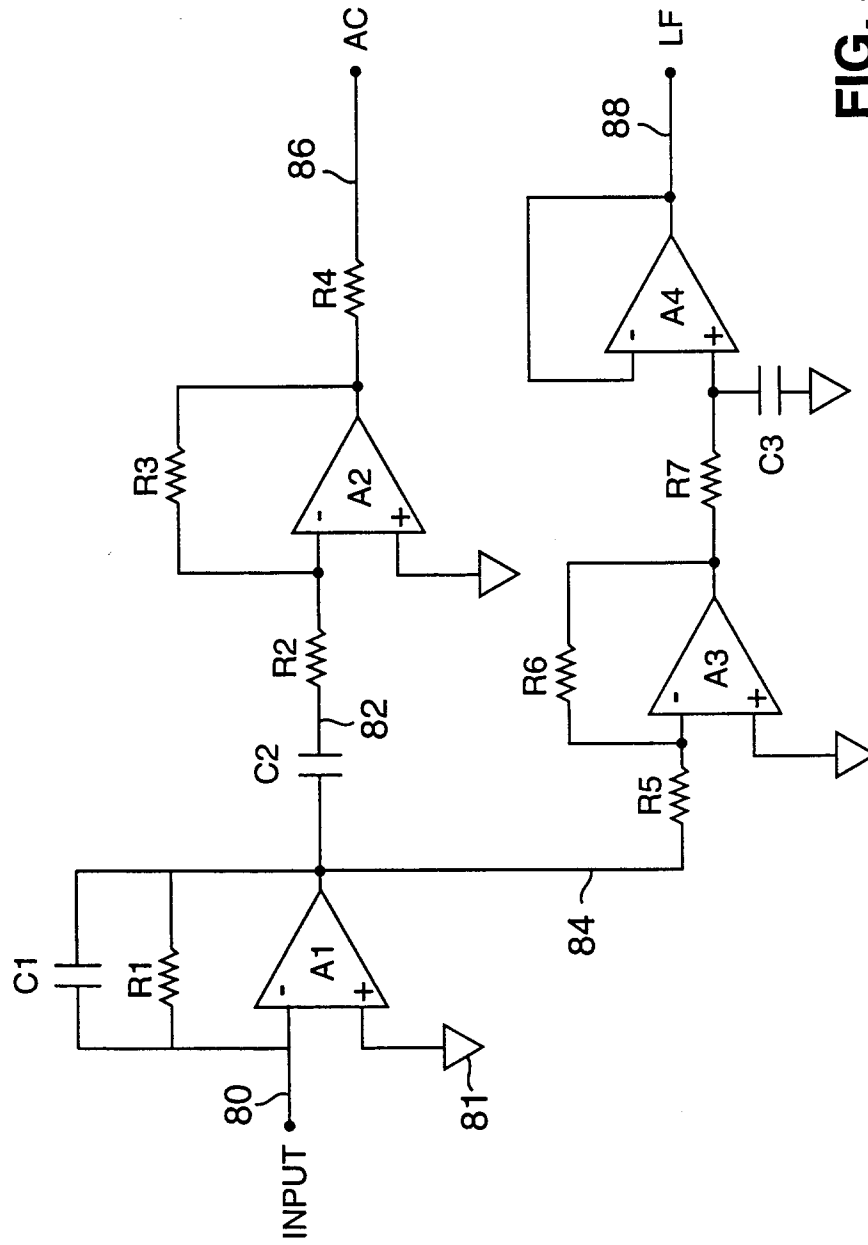 C1
R1
A1
-
+
INPUT
80
81
C2
82
R2
R3
A2
-
+
R4
86
AC
84
R5
R6
A3
-
+
R7
C3
A4
-
+
88
LF
FIG.